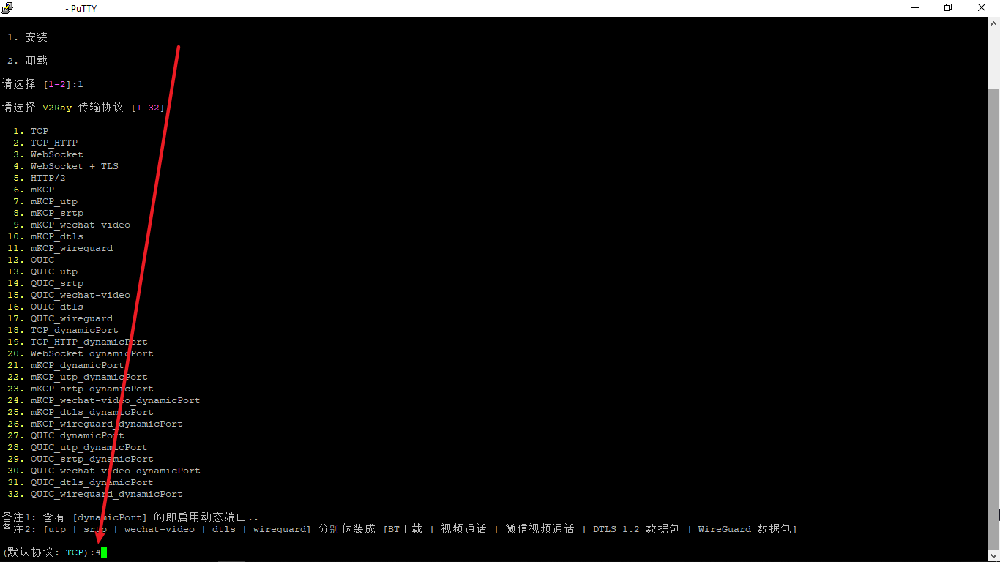 - PuTTY
1. 安装
2. 卸载
请选择 [1-2]:1
请选择 V2Ray 传输协议 [1-32]
1. TCP
2. TCP_HTTP
3. WebSocket
4. WebSocket + TLS
5. HTTP/2
6. mKCP
7. mKCP_utp
8. mKCP_srtp
9. mKCP_wechat-video
10. mKCP_dtls
11. mKCP_wireguard
12. QUIC
13. QUIC_utp
14. QUIC_srtp
15. QUIC_wechat-video
16. QUIC_dtls
17. QUIC_wireguard
18. TCP_dynamicPort
19. TCP_HTTP_dynamicPort
20. WebSocket_dynamicPort
21. mKCP_dynamicPort
22. mKCP_utp_dynamicPort
23. mKCP_srtp_dynamicPort
24. mKCP_wechat-video_dynamicPort
25. mKCP_dtls_dynamicPort
26. mKCP_wireguard_dynamicPort
27. QUIC_dynamicPort
28. QUIC_utp_dynamicPort
29. QUIC_srtp_dynamicPort
30. QUIC_wechat-video_dynamicPort
31. QUIC_dtls_dynamicPort
32. QUIC_wireguard_dynamicPort
备注1: 含有 [dynamicPort] 的即启用动态端口..
备注2: [utp | srtp | wechat-video | dtls | wireguard] 分别伪装成 [BT下载 | 视频通话 | 微信视频通话 | DTLS 1.2 数据包 | WireGuard 数据包]
(默认协议: TCP):4